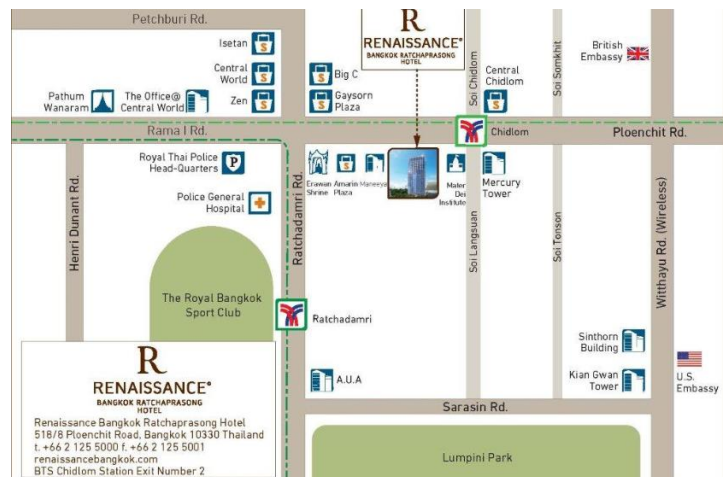 Petchburi Rd.
R
RENAISSANCE®
BANGKOK RATCHAPRASONG
HOTEL
Isetan
Central
World
Zen
Big C
Gaysorn
Plaza
Central
Chidlom
Soi Chidlom
Soi Somkhit
British
Embassy
Pathum
Wanaram
The Office@
Central World
Rama I Rd.
Chidlom
Ploenchit Rd.
Royal Thai Police
Head-Quarters
Police General
Hospital
Erawan
Shrine
Amarin
Plaza
Maneeya
Mater
Dei
Institute
Mercury
Tower
Henri Dunant Rd.
Ratchadamri Rd.
Soi Langsuan
Soi Tonson
Witthayu Rd. (Wireless)
The Royal Bangkok
Sport Club
Ratchadamri
Sinthorn
Building
A.U.A
Kian Gwan
Tower
U.S.
Embassy
Sarasin Rd.
Lumpini Park
R
RENAISSANCE®
BANGKOK RATCHAPRASONG
HOTEL
Renaissance Bangkok Ratchaprasong Hotel
518/8 Ploenchit Road, Bangkok 10330 Thailand
t. +66 2 125 5000 f. +66 2 125 5001
renaissancebangkok.com
BTS Chidlom Station Exit Number 2